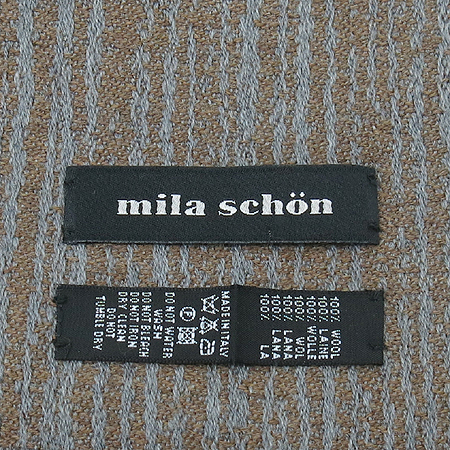 mila schön
100% WOOL
100% LAINE
100% WOLLE
100% WOL
100% LANA
100% LANA
MADE IN ITALY
DO NOT WATER
WASH
DO NOT BLEACH
DO NOT IRON
DRY CLEAN
DO NOT
TUMBLE DRY